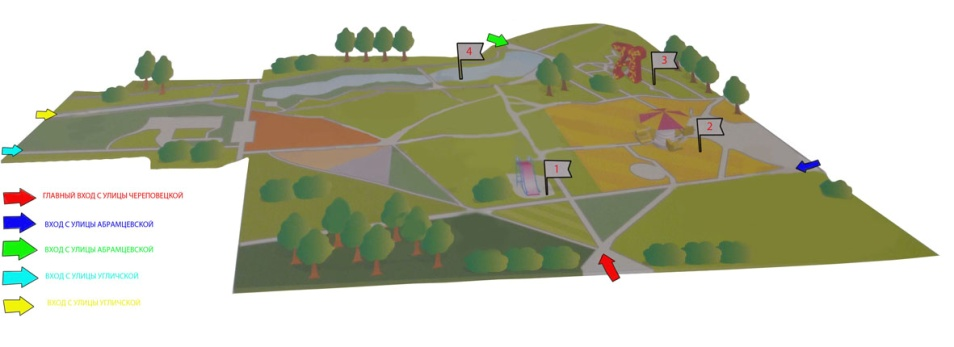 4
3
2
1
ГЛАВНЫЙ ВХОД С УЛИЦЫ ЧЕРЕПОВЕЦКОЙ
ВХОД С УЛИЦЫ АБРАМЦЕВСКОЙ
ВХОД С УЛИЦЫ АБРАМЦЕВСКОЙ
ВХОД С УЛИЦЫ УГЛИЧСКОЙ
ВХОД С УЛИЦЫ УГЛИЧСКОЙ